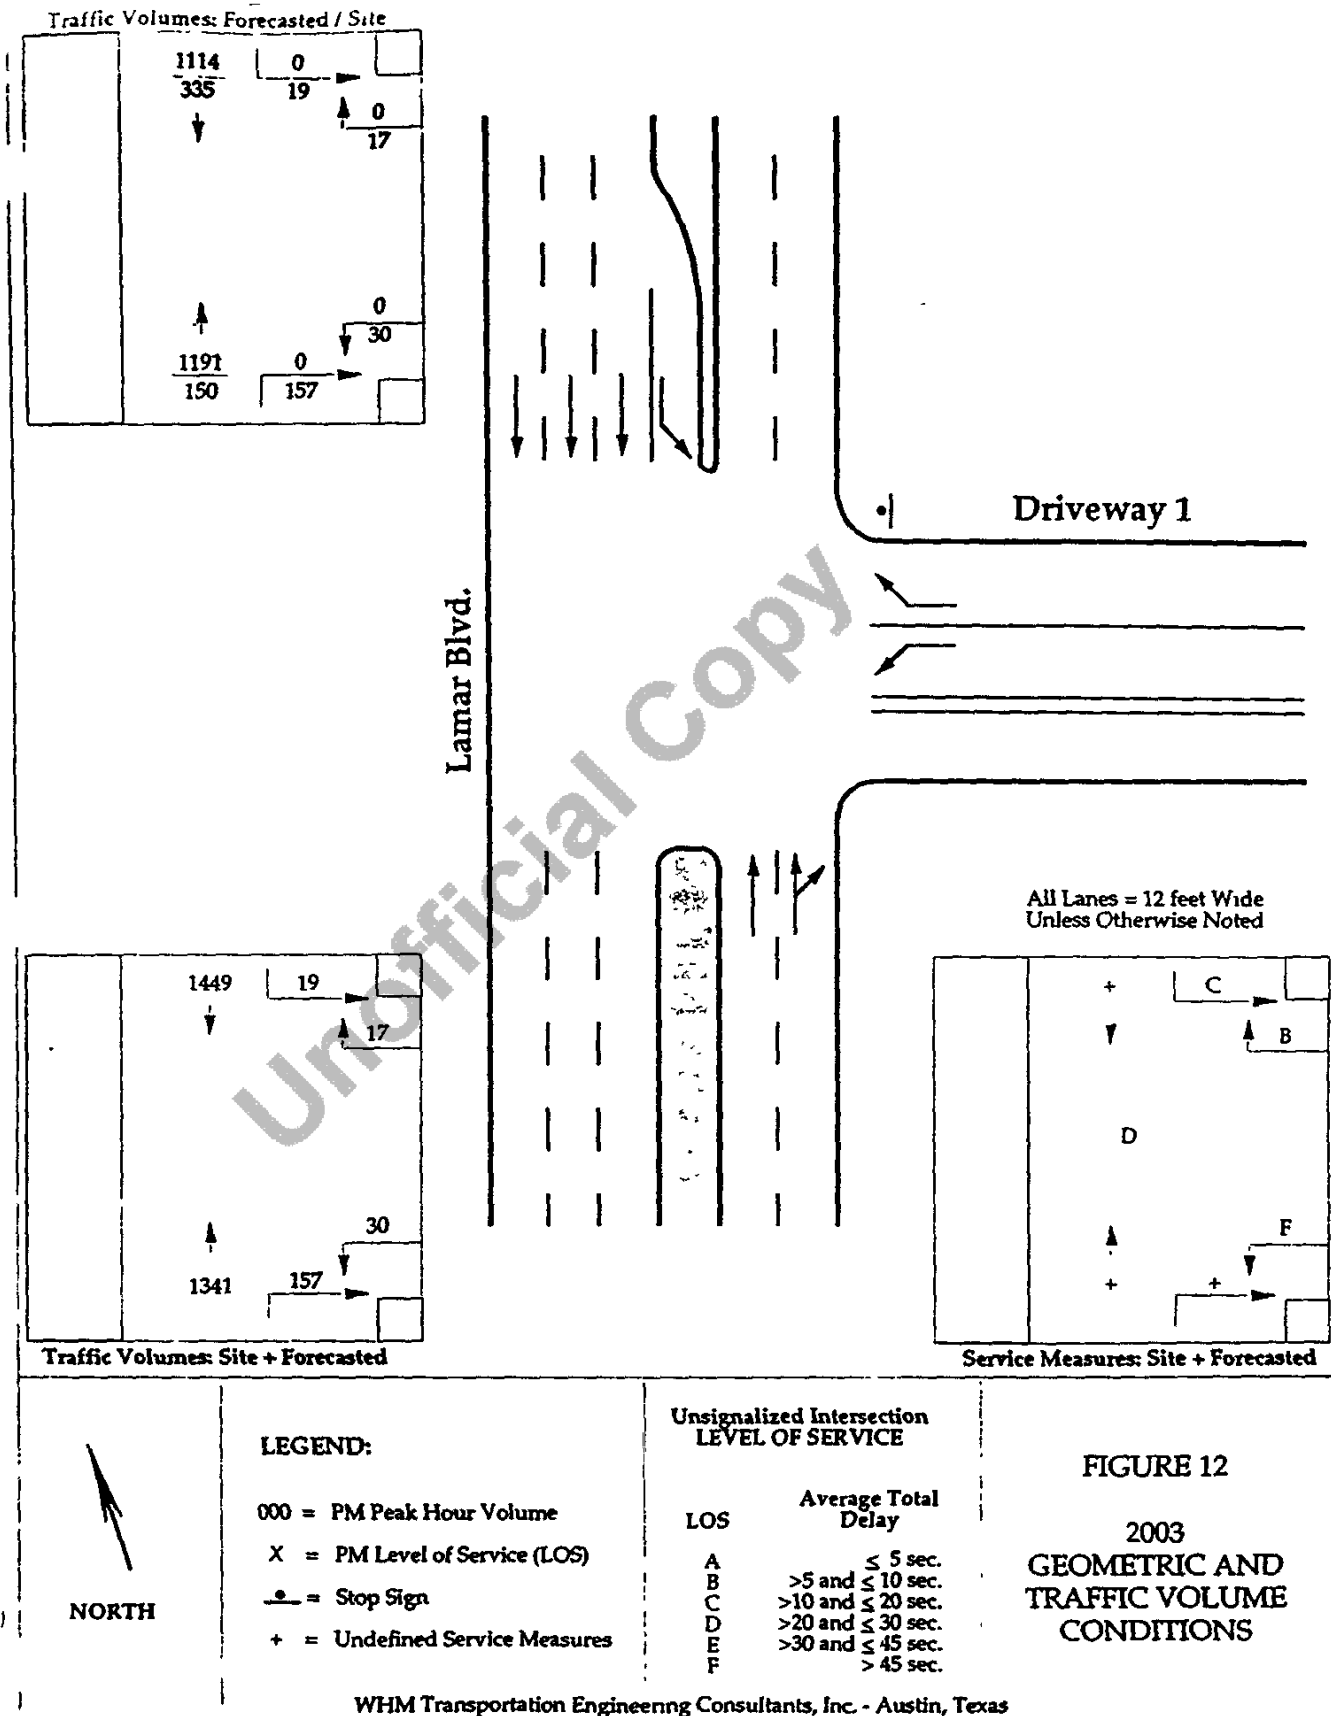 Traffic Volumes: Forecasted / Site
1114
335
0
19
0
17
0
30
1191
150
0
157
Driveway 1
Lamar Blvd.
Unofficial Copy
All Lanes = 12 feet Wide
Unless Otherwise Noted
1449
19
17
30
1341
157
Traffic Volumes: Site + Forecasted
+
C
B
D
F
+
+
Service Measures: Site + Forecasted
NORTH
LEGEND:
000 = PM Peak Hour Volume
X = PM Level of Service (LOS)
= Stop Sign
+ = Undefined Service Measures
Unsignalized Intersection
LEVEL OF SERVICE
LOS Average Total Delay
A ≤ 5 sec.
B >5 and ≤ 10 sec.
C >10 and ≤ 20 sec.
D >20 and ≤ 30 sec.
E >30 and ≤ 45 sec.
F > 45 sec.
FIGURE 12
2003
GEOMETRIC AND
TRAFFIC VOLUME
CONDITIONS
WHM Transportation Engineering Consultants, Inc. - Austin, Texas